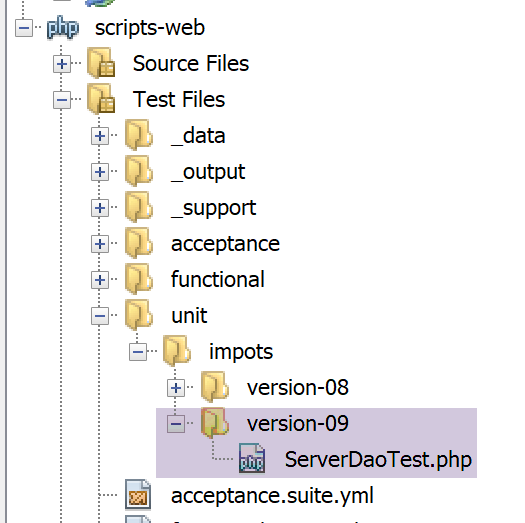 php scripts-web
Source Files
Test Files
_data
_output
_support
acceptance
functional
unit
impots
version-08
version-09
php ServerDaoTest.php
acceptance.suite.yml